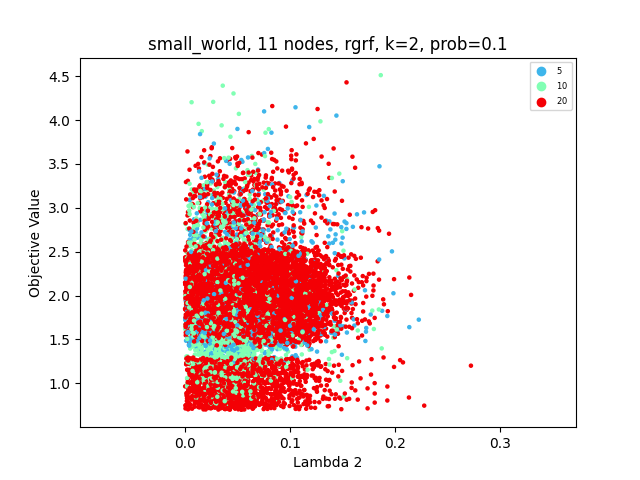 small_world, 11 nodes, rgrf, k=2, prob=0.1
4.5
4.0
3.5
3.0
2.5
2.0
1.5
1.0
Objective Value
5
10
20
0.0 0.1 0.2 0.3
Lambda 2